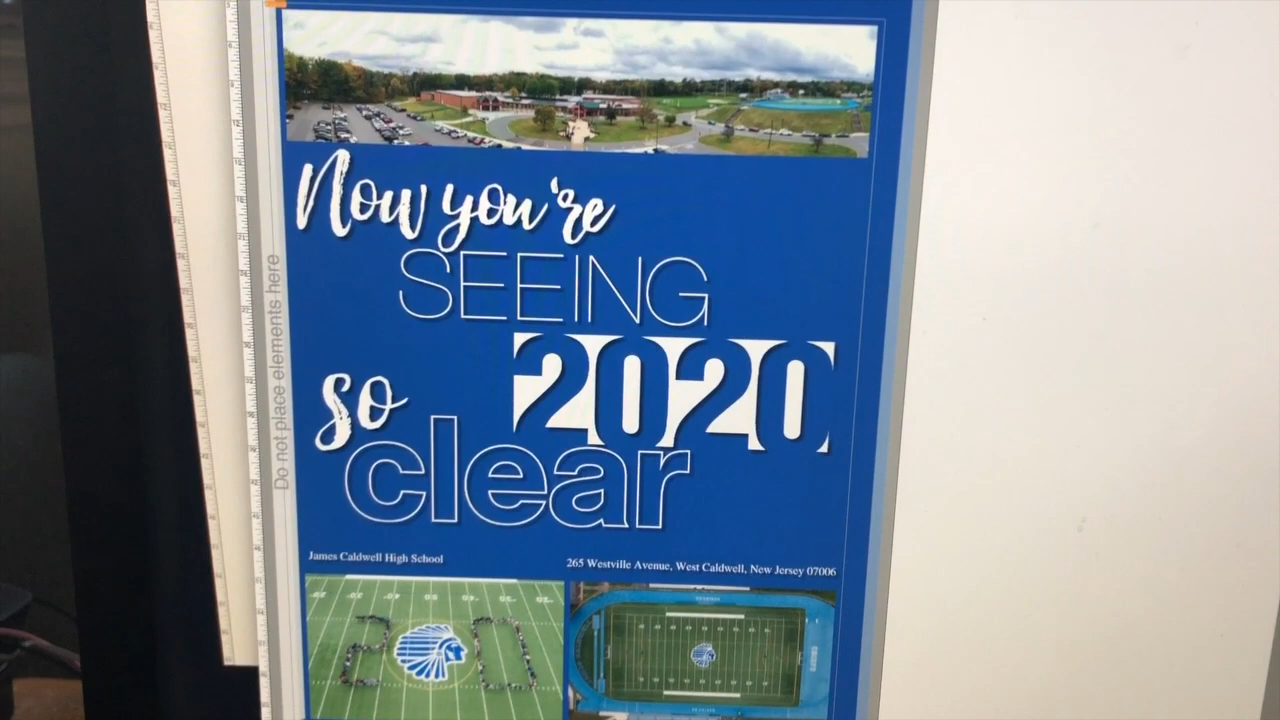 Now you're
SEEING
2020
so
clear
Do not place elements here
James Caldwell High School
265 Westville Avenue, West Caldwell, New Jersey 07006
20